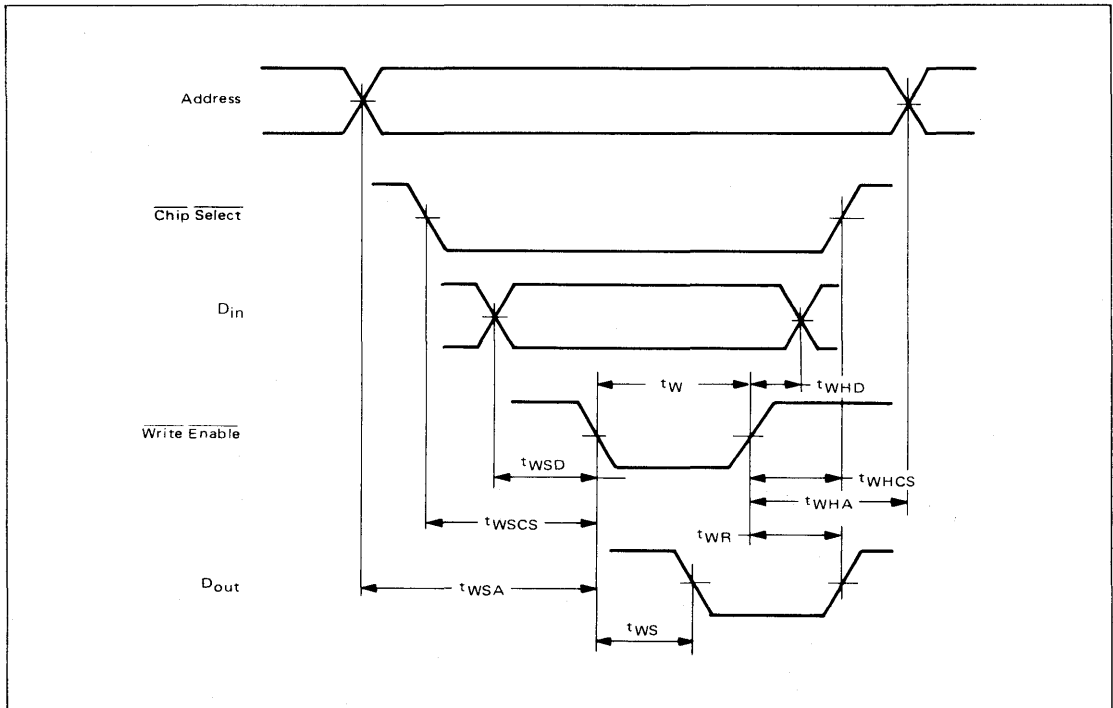 Address
Chip Select
Din
tW
tWHD
Write Enable
tWSD
tWHCS
tWHA
tWSCS
tWR
Dout
tWSA
tWS